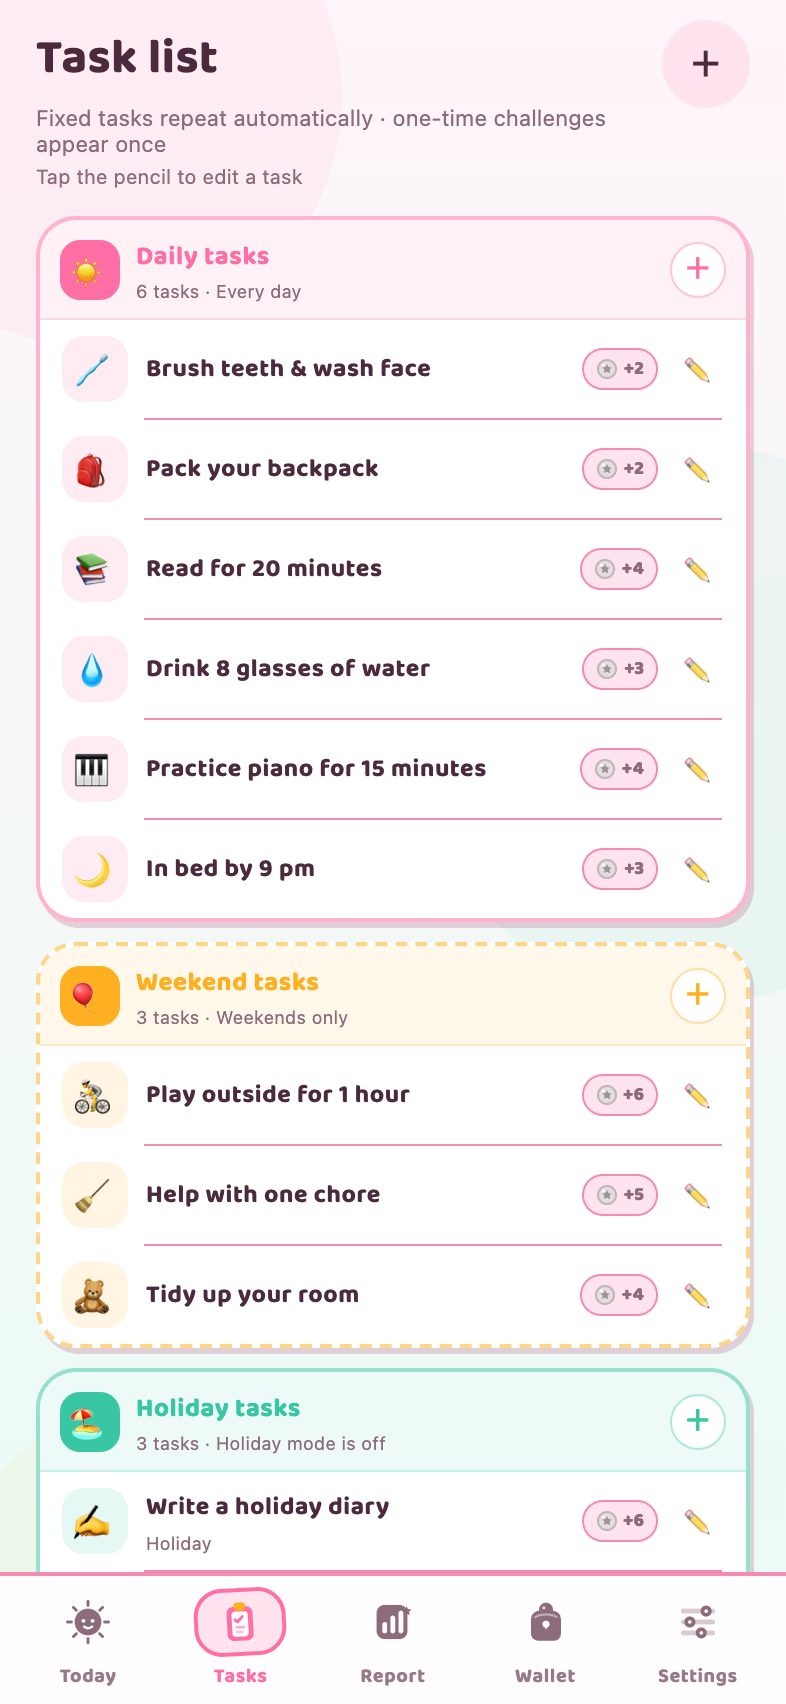 Task list
Fixed tasks repeat automatically · one-time challenges
appear once
Tap the pencil to edit a task
Daily tasks
6 tasks · Every day
Brush teeth & wash face
+2
Pack your backpack
+2
Read for 20 minutes
+4
Drink 8 glasses of water
+3
Practice piano for 15 minutes
+4
In bed by 9 pm
+3
Weekend tasks
3 tasks · Weekends only
Play outside for 1 hour
+6
Help with one chore
+5
Tidy up your room
+4
Holiday tasks
3 tasks · Holiday mode is off
Write a holiday diary
+6
Holiday
Today
Tasks
Report
Wallet
Settings